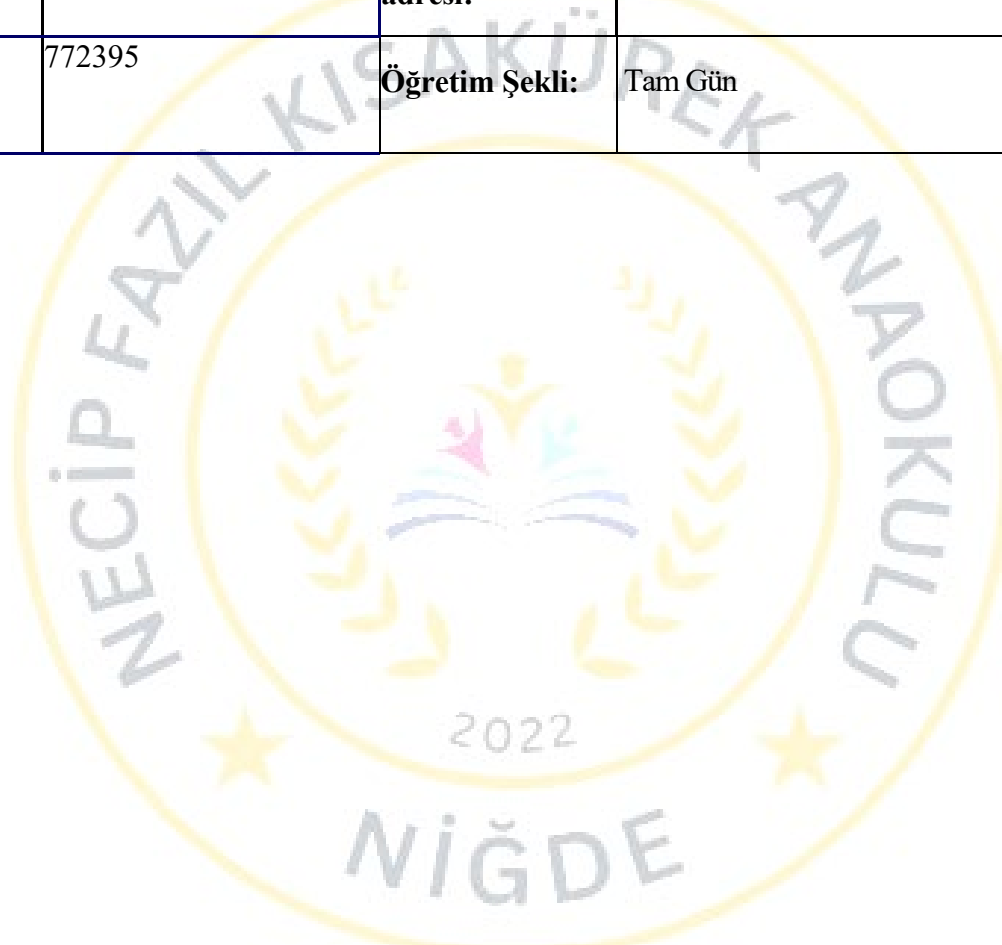 adresi:
772395
Öğretim Şekli:
Tam Gün
NECİP FAZIL KISAKÜREK ANAOKULU
2022
NİĞDE